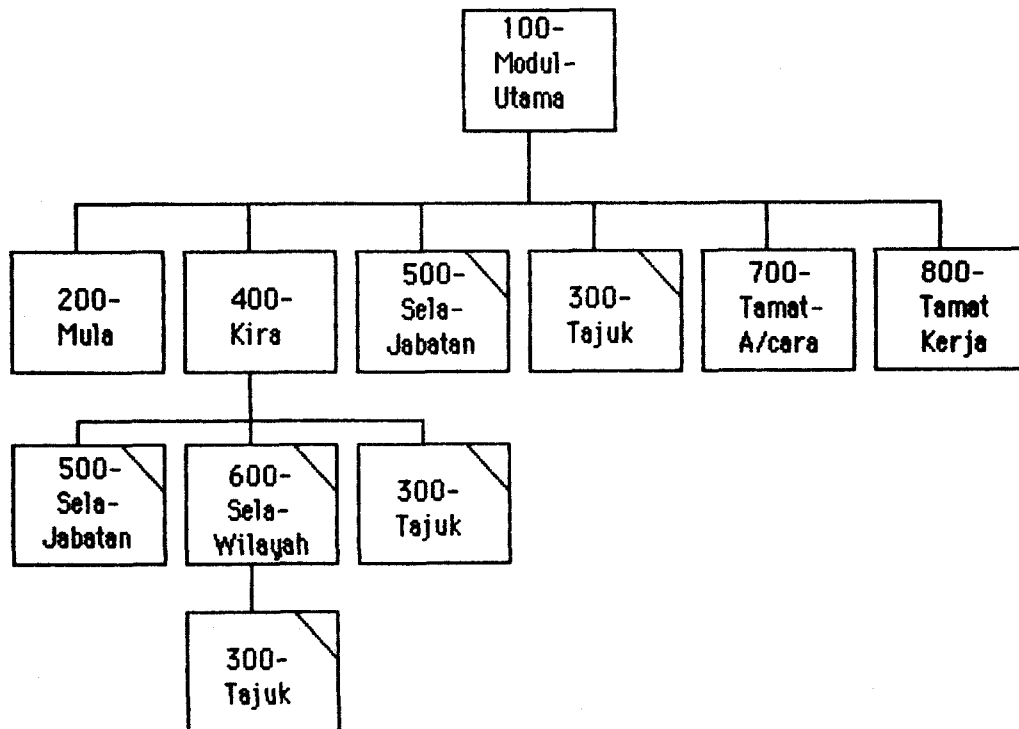 100-
Modul-
Utama
200-
Mula
400-
Kira
500-
Sela-
Jabatan
300-
Tajuk
700-
Tamat-
A/cara
800-
Tamat
Kerja
500-
Sela-
Jabatan
600-
Sela-
Wilayah
300-
Tajuk
300-
Tajuk